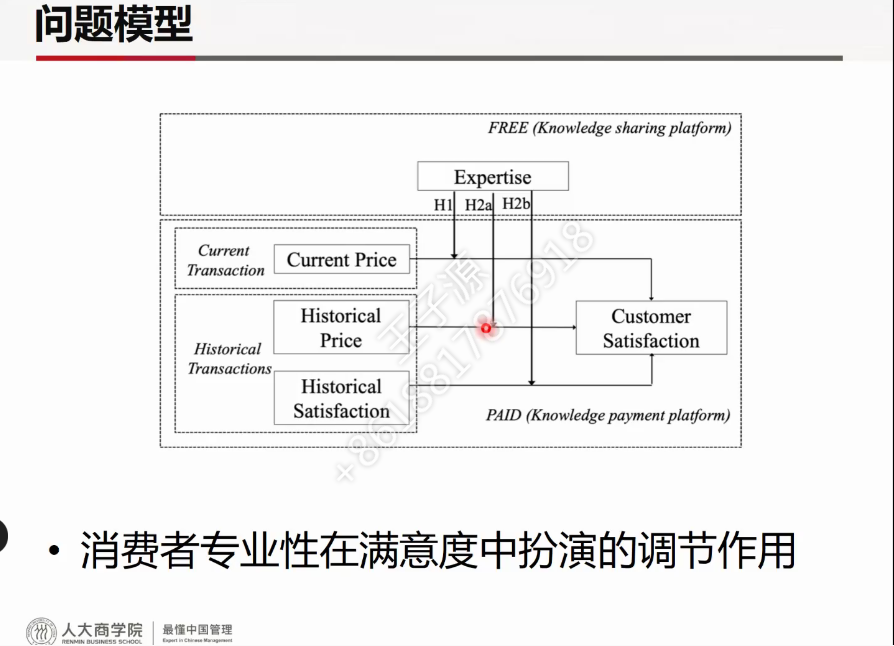 问题模型
FREE (Knowledge sharing platform)
Expertise
H1 H2a H2b
Current
Transaction
Current Price
Historical
Price
Historical
Transactions
Historical
Satisfaction
Customer
Satisfaction
PAID (Knowledge payment platform)
王子源
• 消费者专业性在满意度中扮演的调节作用
人大商学院
RENMIN BUSINESS SCHOOL
最懂中国管理
Expert in Chinese Management